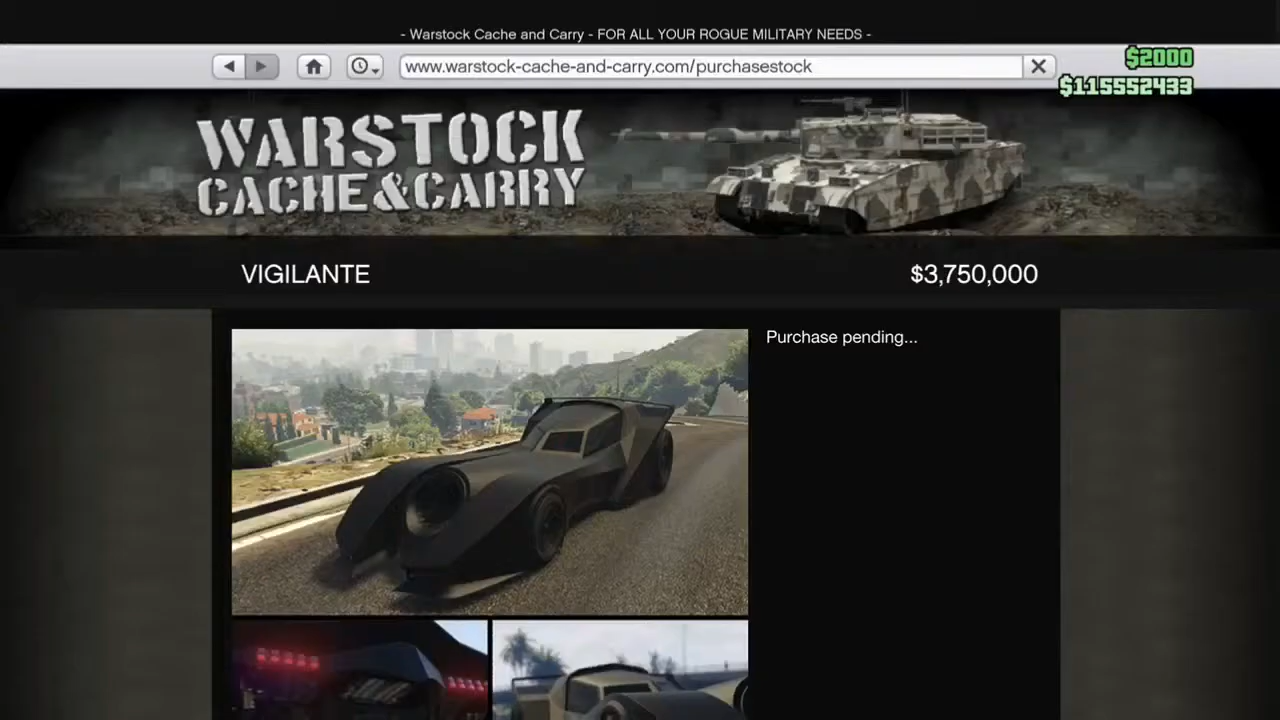 - Warstock Cache and Carry - FOR ALL YOUR ROGUE MILITARY NEEDS -
$2000
www.warstock-cache-and-carry.com/purchasestock
$115552433
WARSTOCK
CACHE&CARRY
VIGILANTE $3,750,000
Purchase pending...